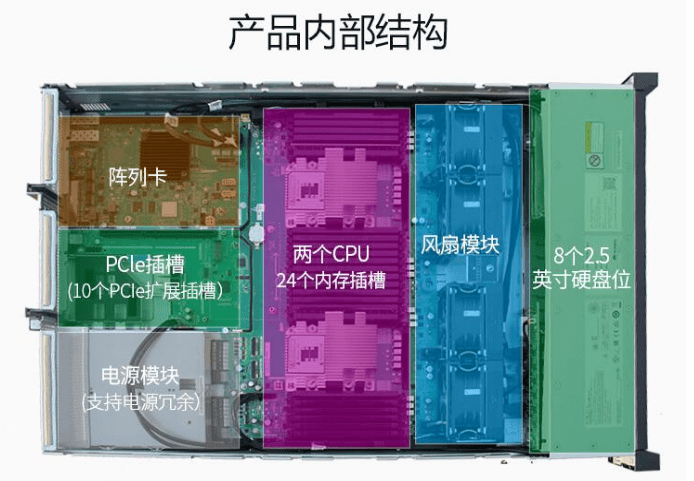 产品内部结构
阵列卡
PCle插槽
(10个PCIe扩展插槽)
电源模块
(支持电源冗余)
两个CPU
24个内存插槽
风扇模块
8个2.5
英寸硬盘位